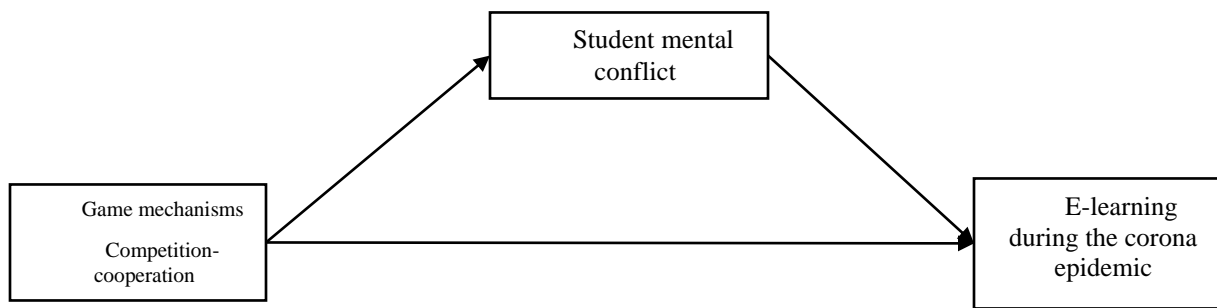 Student mental
conflict
Game mechanisms
Competition-
cooperation
E-learning
during the corona
epidemic